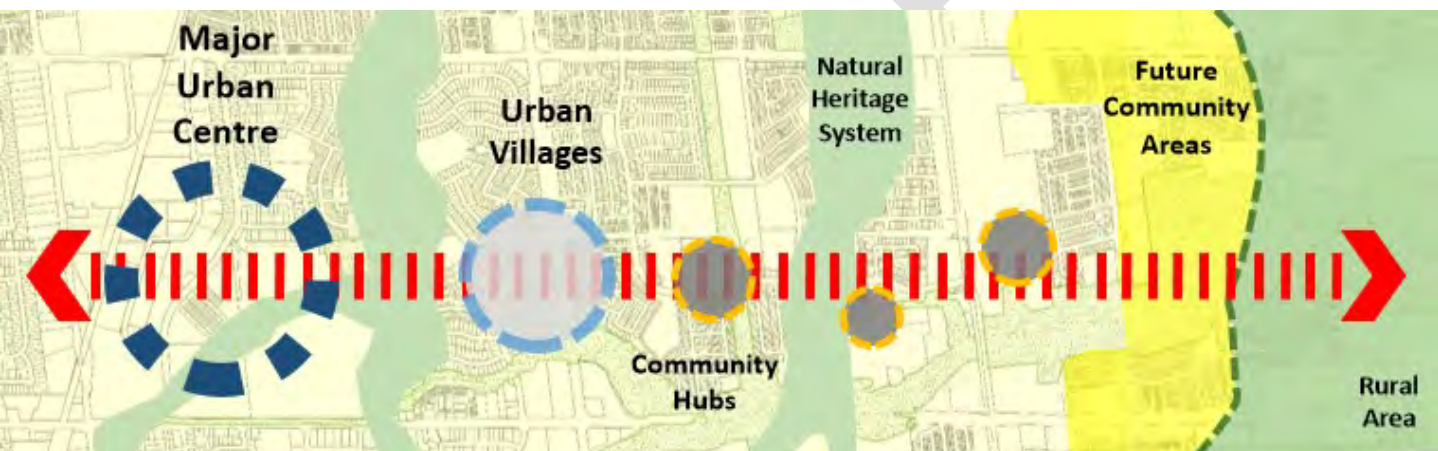 Major
Urban
Centre
Urban
Villages
Community
Hubs
Natural
Heritage
System
Future
Community
Areas
Rural
Area